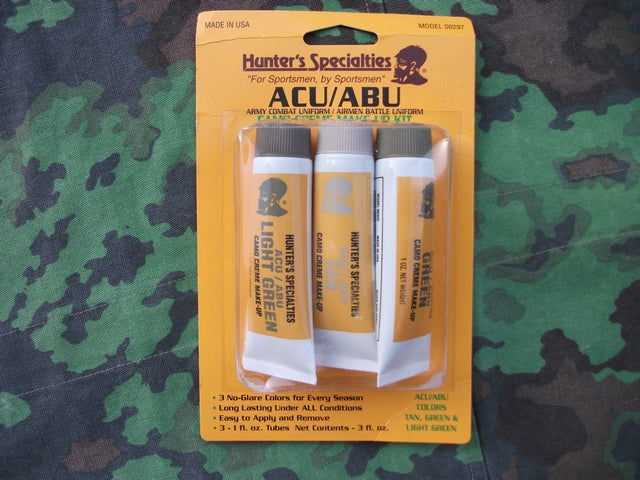 MADE IN USA
MODEL 00297
Hunter's Specialties
"For Sportsmen, by Sportsmen"
ACU/ABU
ARMY COMBAT UNIFORM / AIRMEN BATTLE UNIFORM
CAMO CREME MAKE-UP KIT
HUNTER'S SPECIALTIES
ACU / ABU
LIGHT GREEN
CAMO CREME MAKE-UP
HUNTER'S SPECIALTIES
TAN
CAMO CREME MAKE-UP
GREEN
CAMO CREME MAKE-UP
1 OZ. NET WEIGHT
• 3 No-Glare Colors for Every Season
• Long Lasting Under ALL Conditions
• Easy to Apply and Remove
• 3 - 1 fl. oz. Tubes Net Contents - 3 fl. oz.
ACU/ABU
COLORS
TAN, GREEN &
LIGHT GREEN